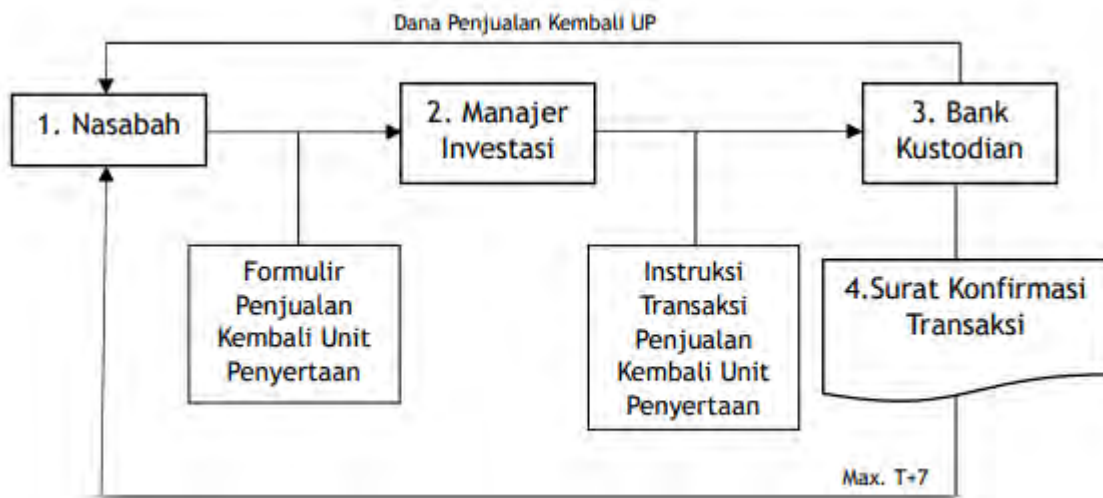 Dana Penjualan Kembali UP
1. Nasabah
2. Manajer
Investasi
3. Bank
Kustodian
Formulir
Penjualan
Kembali Unit
Penyertaan
Instruksi
Transaksi
Penjualan
Kembali Unit
Penyertaan
4.Surat Konfirmasi
Transaksi
Max. T+7